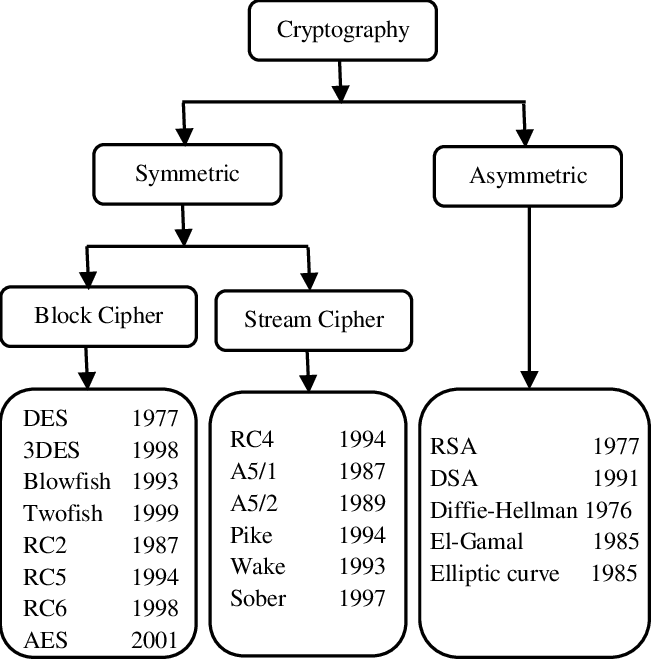 Cryptography
Symmetric
Asymmetric
Block Cipher
Stream Cipher
DES 1977
3DES 1998
Blowfish 1993
Twofish 1999
RC2 1987
RC5 1994
RC6 1998
AES 2001
RC4 1994
A5/1 1987
A5/2 1989
Pike 1994
Wake 1993
Sober 1997
RSA 1977
DSA 1991
Diffie-Hellman 1976
El-Gamal 1985
Elliptic curve 1985